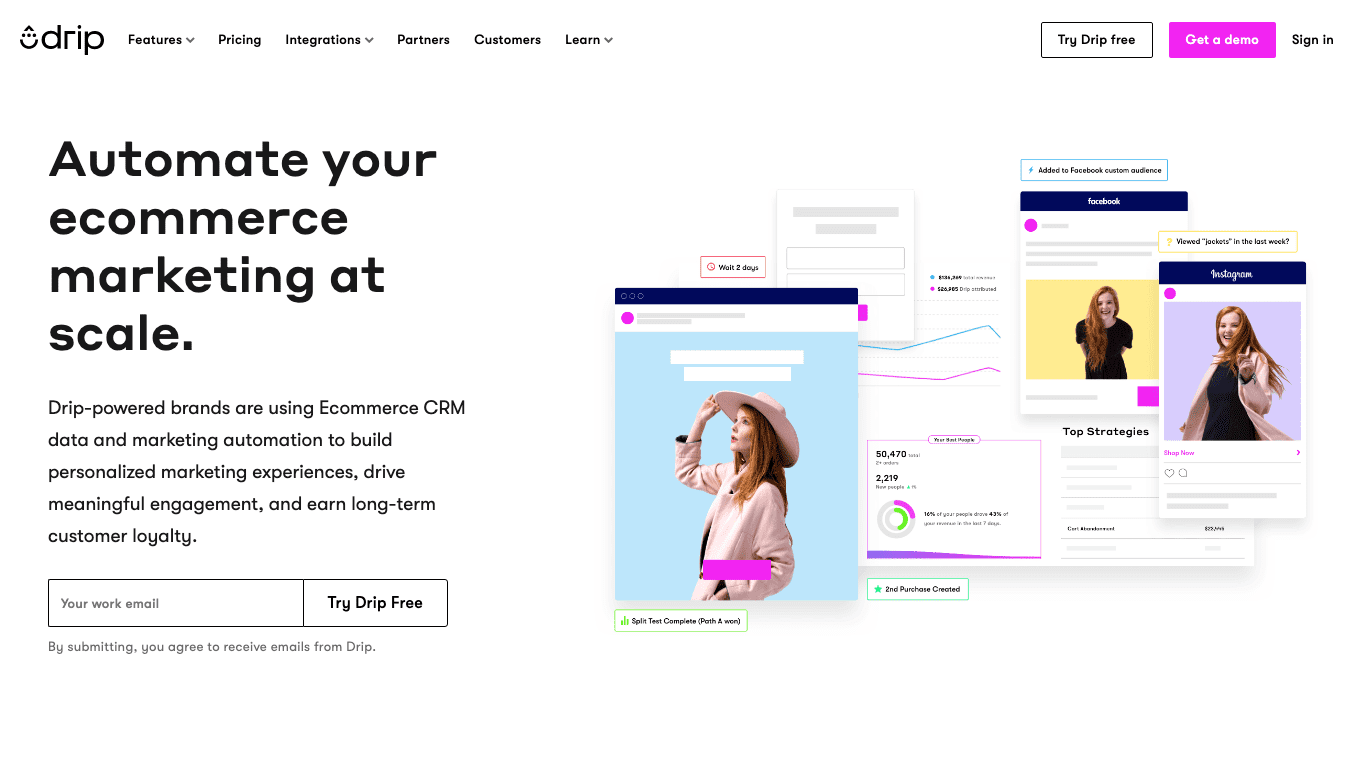 drip
Features
Pricing
Integrations
Partners
Customers
Learn
Try Drip free
Get a demo
Sign in
Automate your
ecommerce
marketing at
scale.
Drip-powered brands are using Ecommerce CRM
data and marketing automation to build
personalized marketing experiences, drive
meaningful engagement, and earn long-term
customer loyalty.
Your work email
Try Drip Free
By submitting, you agree to receive emails from Drip.
Added to Facebook custom audience
facebook
Viewed "jackets" in the last week?
Instagram
Wait 2 days
$136,269 total revenue
$26,985 Drip attributed
Shop Now
Top Strategies
Cart Abandonment
Your Best People
50,470 total
2+ orders
2,219
New people
16% of your people drove 43% of
your revenue in the last 7 days.
2nd Purchase Created
Split Test Complete (Path A won)